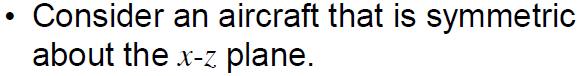 • Consider an aircraft that is symmetric
about the x-z plane.